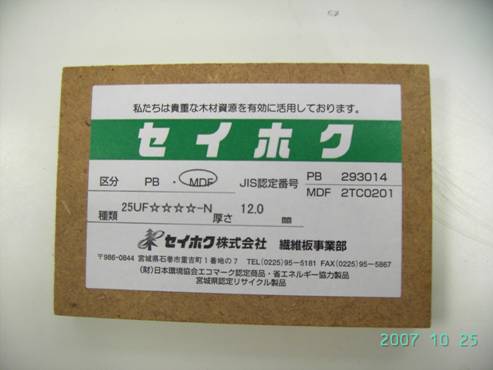 私たちは貴重な木材資源を有効に活用しております。
セイホク
区分 PB ・ MDF JIS認定番号 PB 293014
MDF 2TC0201
種類 25UF☆☆☆☆-N 厚さ 12.0 ㎜
セイホク株式会社 繊維板事業部
〒986-0844 宮城県石巻市重吉町1番地の7 TEL(0225)95-5181 FAX(0225)95-5867
(財)日本環境協会エコマーク認定商品・省エネルギー協力製品
宮城県認定リサイクル製品
2007 10 25